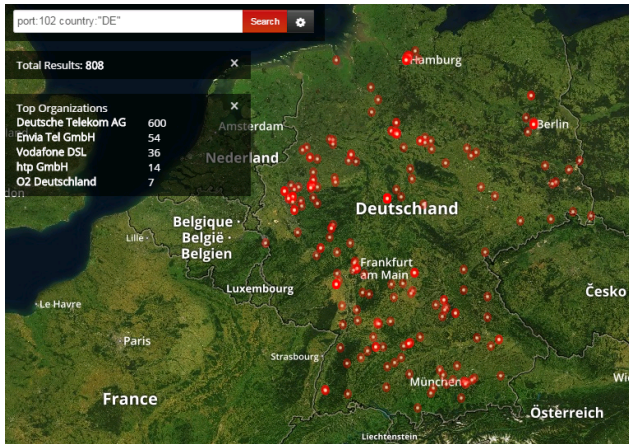 port:102 country:"DE"
Search
Total Results: 808
Top Organizations
Deutsche Telekom AG 600
Envia Tel GmbH 54
Vodafone DSL 36
htp GmbH 14
O2 Deutschland 7
Hamburg
Berlin
Amsterdam
Nederland
Deutschland
Belgique
België
Belgien
Lille
Frankfurt
am Main
Luxembourg
Česko
Le Havre
Paris
Strasbourg
France
München
Österreich
Liechtenstein